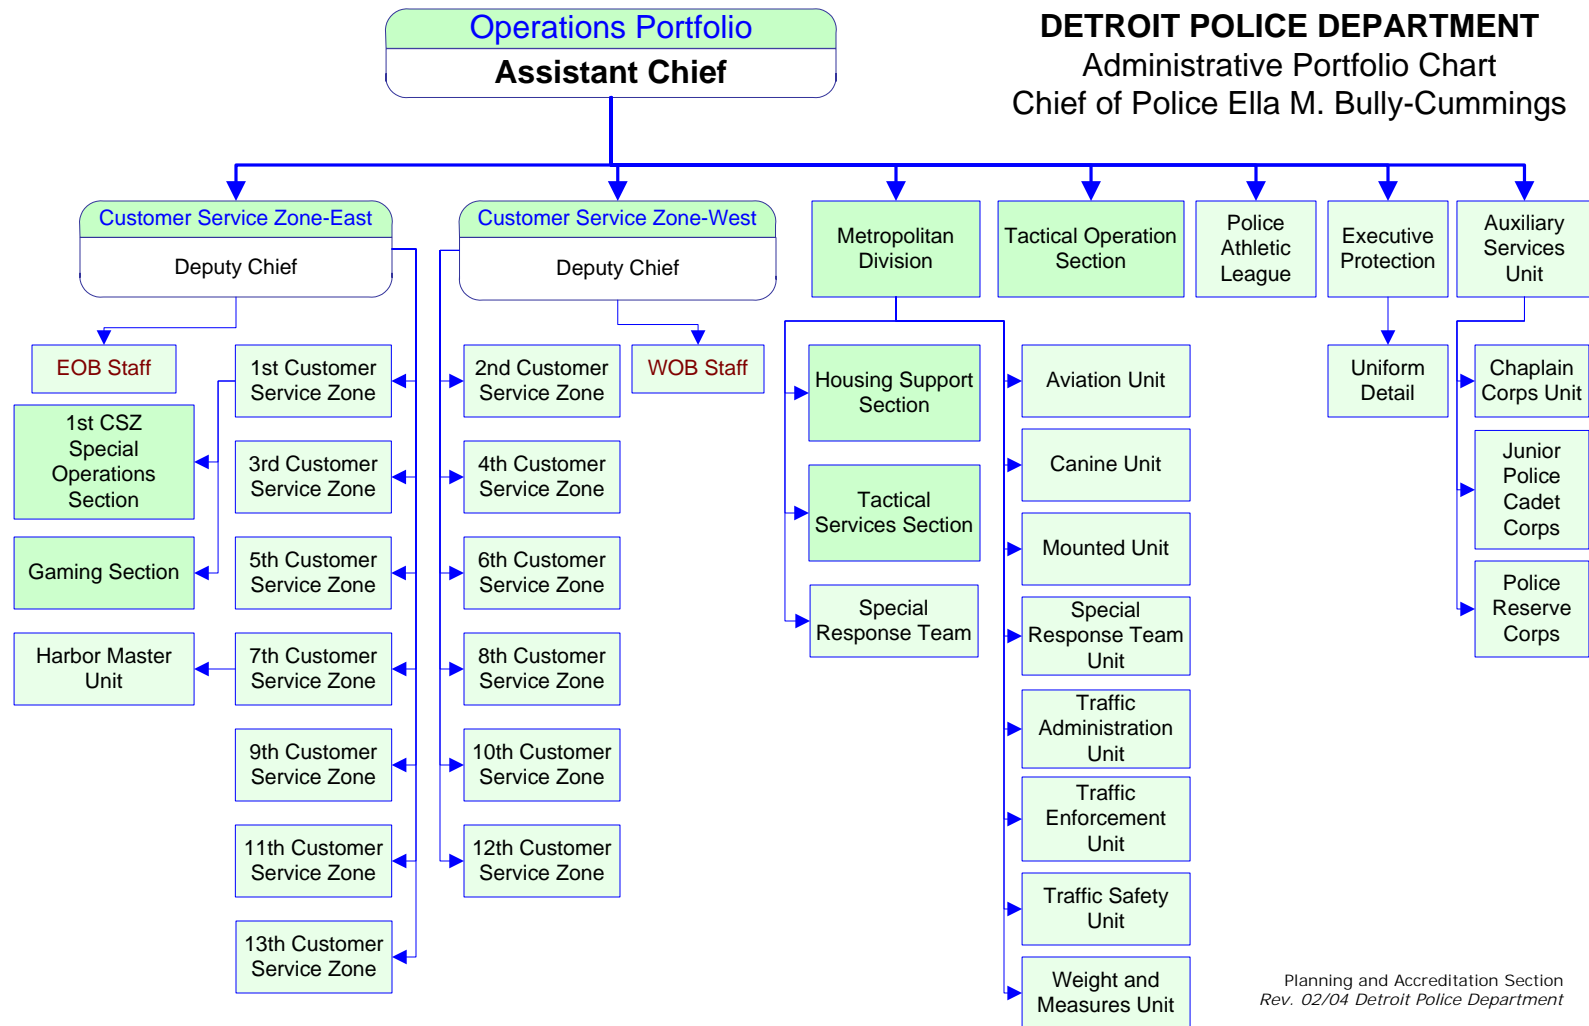 Operations Portfolio
Assistant Chief
DETROIT POLICE DEPARTMENT
Administrative Portfolio Chart
Chief of Police Ella M. Bully-Cummings
Customer Service Zone-East
Deputy Chief
Customer Service Zone-West
Deputy Chief
Metropolitan
Division
Tactical Operation
Section
Police
Athletic
League
Executive
Protection
Auxiliary
Services
Unit
EOB Staff
1st Customer
Service Zone
1st CSZ
Special
Operations
Section
3rd Customer
Service Zone
Gaming Section
5th Customer
Service Zone
Harbor Master
Unit
7th Customer
Service Zone
9th Customer
Service Zone
11th Customer
Service Zone
13th Customer
Service Zone
2nd Customer
Service Zone
WOB Staff
4th Customer
Service Zone
6th Customer
Service Zone
8th Customer
Service Zone
10th Customer
Service Zone
12th Customer
Service Zone
Housing Support
Section
Tactical
Services Section
Special
Response Team
Aviation Unit
Canine Unit
Mounted Unit
Special
Response Team
Unit
Traffic
Administration
Unit
Traffic
Enforcement
Unit
Traffic Safety
Unit
Weight and
Measures Unit
Uniform
Detail
Chaplain
Corps Unit
Junior
Police
Cadet
Corps
Police
Reserve
Corps
Planning and Accreditation Section
Rev. 02/04 Detroit Police Department